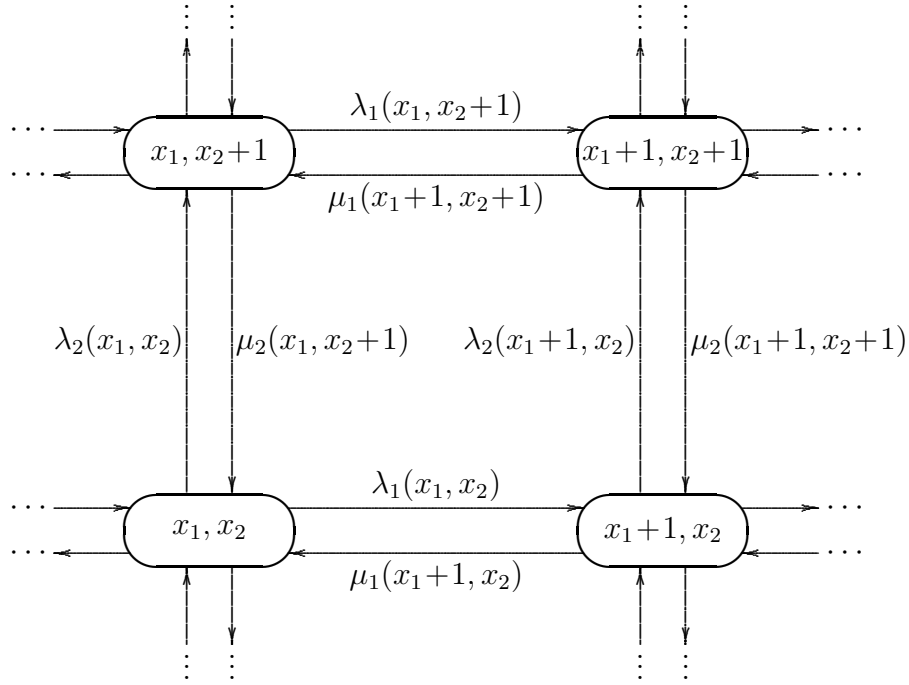 λ₁(x₁, x₂+1)
x₁, x₂+1
x₁+1, x₂+1
μ₁(x₁+1, x₂+1)
λ₂(x₁, x₂)
μ₂(x₁, x₂+1)
λ₂(x₁+1, x₂)
μ₂(x₁+1, x₂+1)
λ₁(x₁, x₂)
x₁, x₂
x₁+1, x₂
μ₁(x₁+1, x₂)